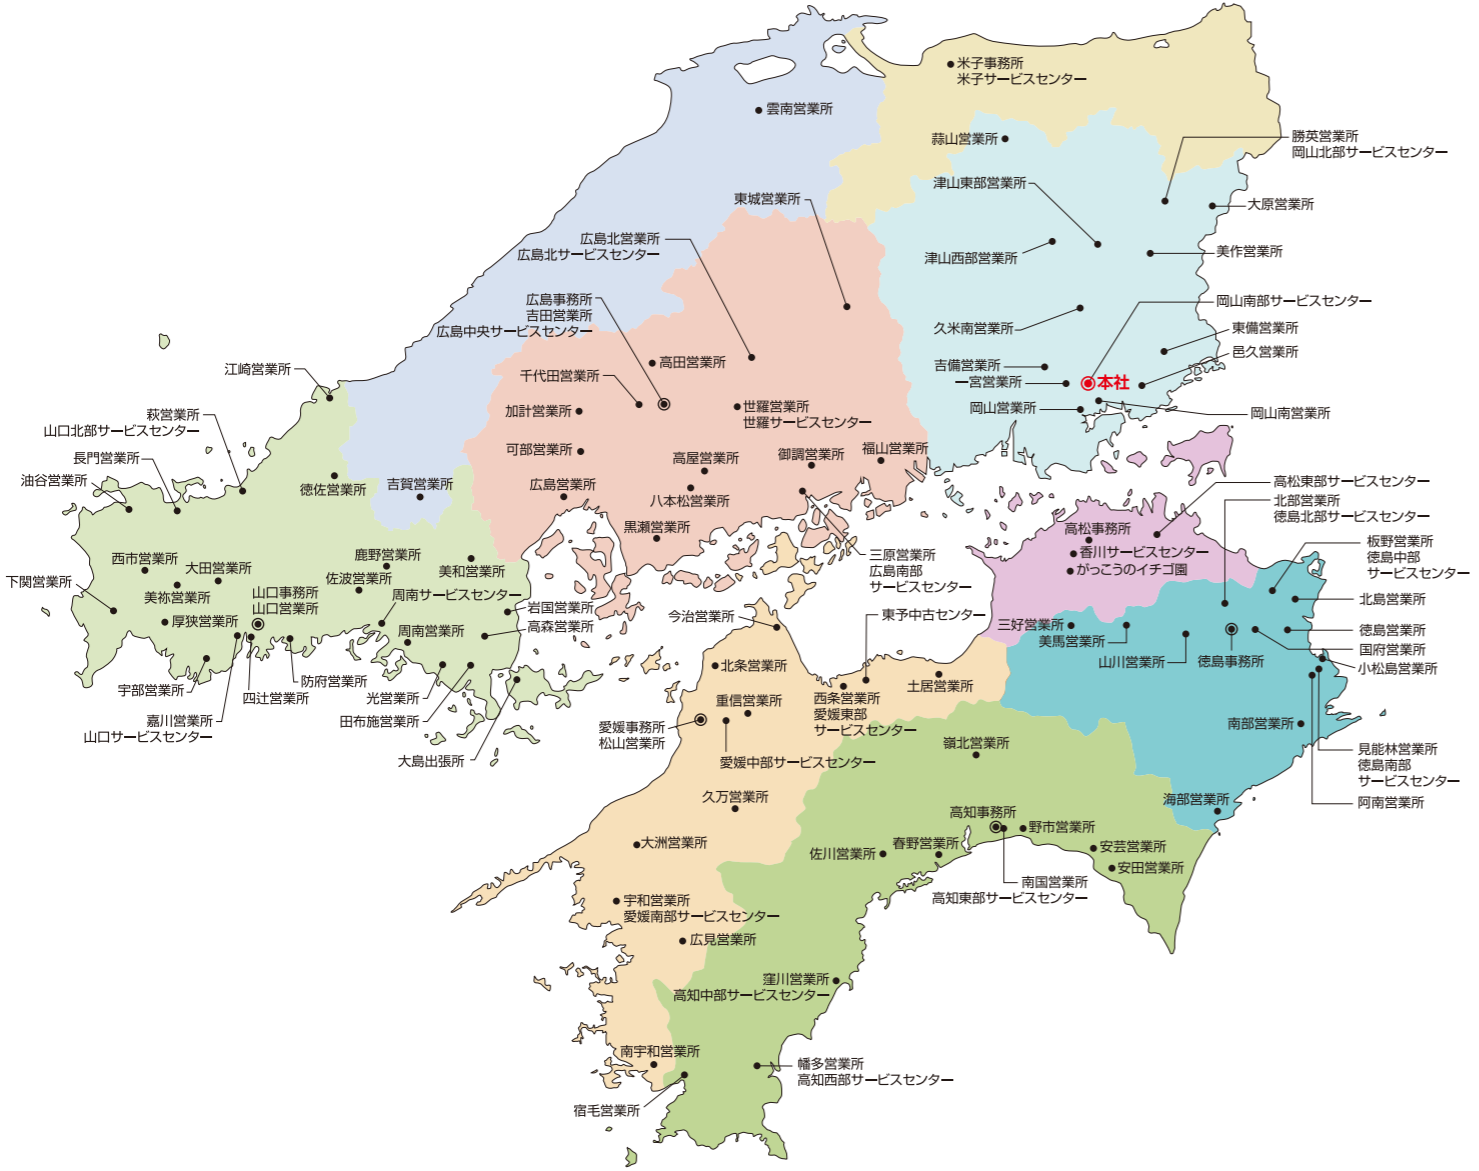 米子事務所
米子サービスセンター
雲南営業所
蒜山営業所
勝英営業所
岡山北部サービスセンター
津山東部営業所
大原営業所
東城営業所
広島北営業所
広島北サービスセンター
津山西部営業所
美作営業所
広島事務所
吉田営業所
広島中央サービスセンター
岡山南部サービスセンター
久米南営業所
東備営業所
邑久営業所
高田営業所
吉備営業所
江崎営業所
千代田営業所
一宮営業所
本社
加計営業所
世羅営業所
世羅サービスセンター
岡山営業所
岡山南営業所
萩営業所
山口北部サービスセンター
長門営業所
油谷営業所
可部営業所
高屋営業所
御調営業所
福山営業所
徳佐営業所
吉賀営業所
広島営業所
八本松営業所
高松東部サービスセンター
北部営業所
徳島北部サービスセンター
黒瀬営業所
高松事務所
香川サービスセンター
がっこうのイチゴ園
板野営業所
徳島中部
サービスセンター
三原営業所
広島南部
サービスセンター
西市営業所
大田営業所
鹿野営業所
佐波営業所
美和営業所
下関営業所
美祢営業所
山口事務所
山口営業所
周南サービスセンター
岩国営業所
高森営業所
厚狭営業所
周南営業所
今治営業所
東予中古センター
三好営業所
美馬営業所
北島営業所
徳島営業所
国府営業所
小松島営業所
山川営業所
徳島事務所
宇部営業所
防府営業所
四辻営業所
光営業所
田布施営業所
嘉川営業所
山口サービスセンター
大島出張所
北条営業所
重信営業所
西条営業所
愛媛東部
サービスセンター
土居営業所
愛媛事務所
松山営業所
愛媛中部サービスセンター
南部営業所
見能林営業所
徳島南部
サービスセンター
阿南営業所
嶺北営業所
久万営業所
海部営業所
高知事務所
野市営業所
大洲営業所
佐川営業所
春野営業所
安芸営業所
安田営業所
南国営業所
高知東部サービスセンター
宇和営業所
愛媛南部サービスセンター
広見営業所
窪川営業所
高知中部サービスセンター
南宇和営業所
幡多営業所
高知西部サービスセンター
宿毛営業所